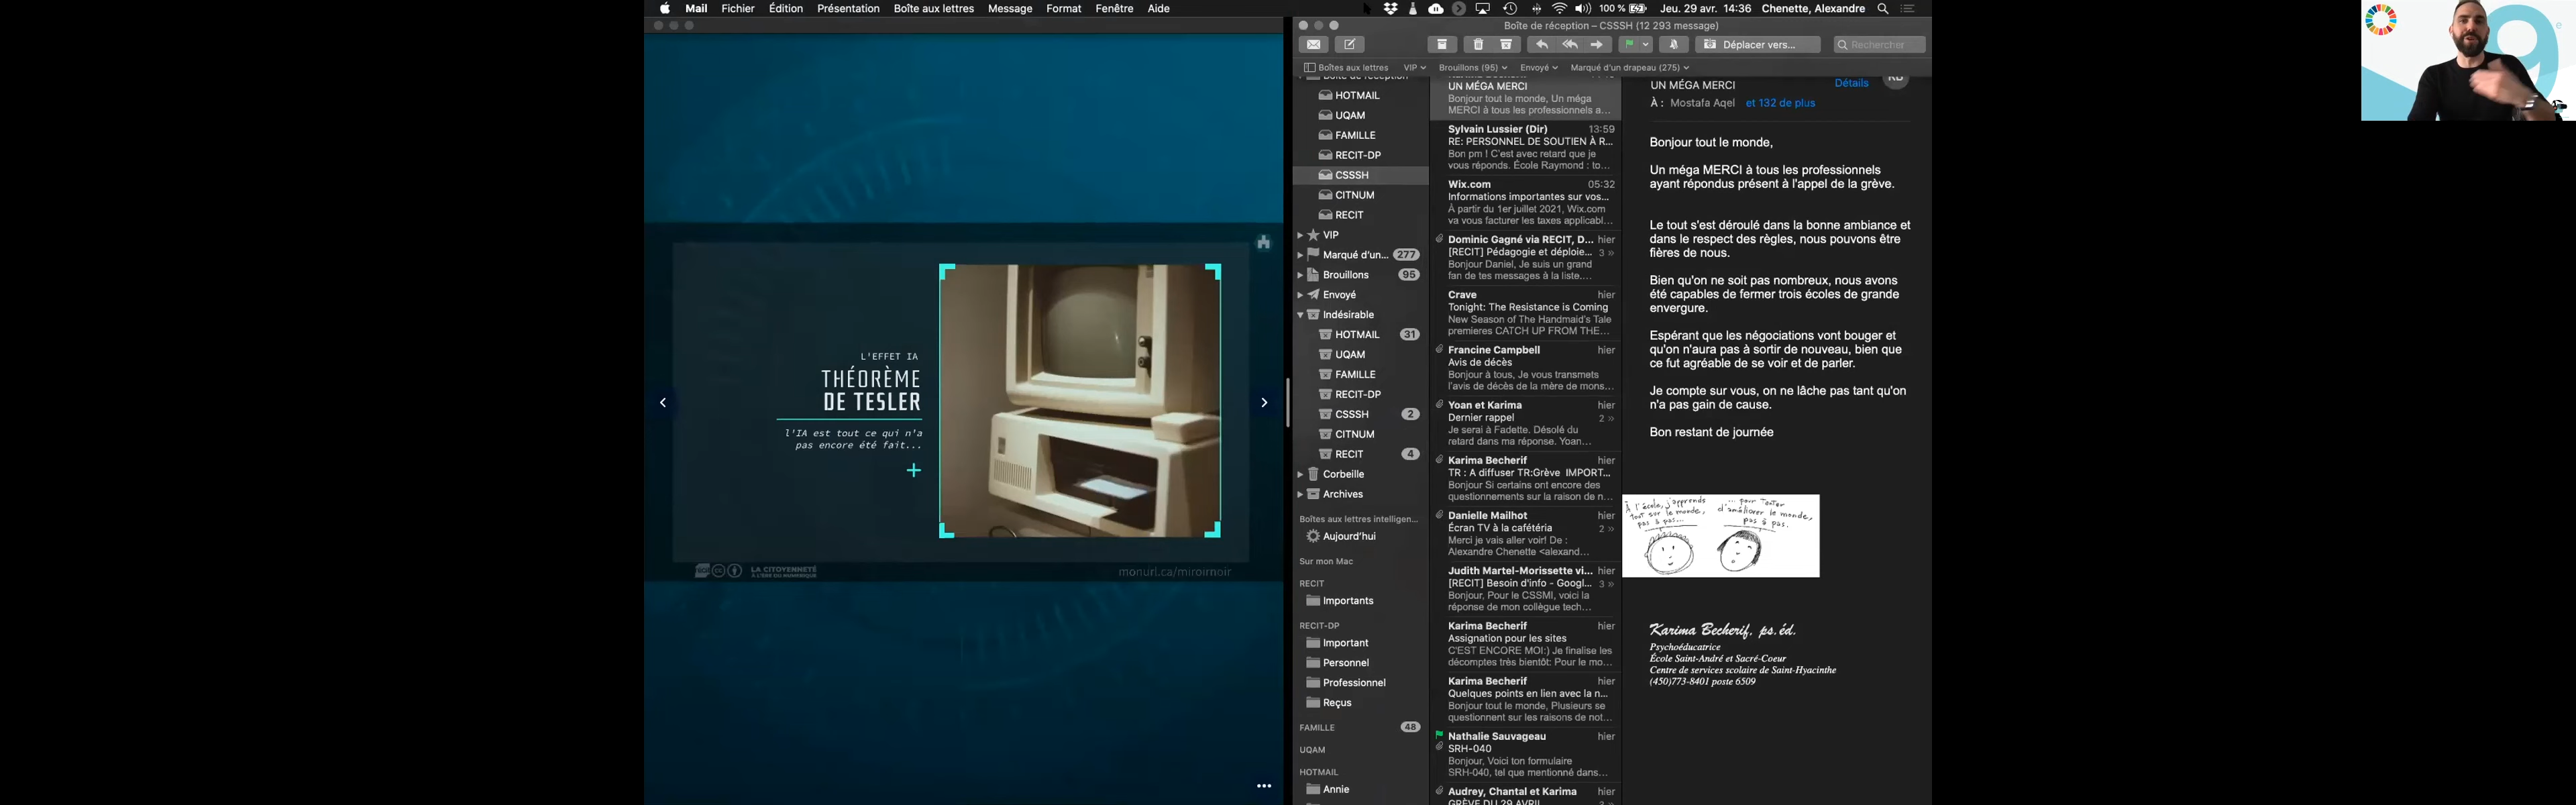 Mail Fichier Édition Présentation Boîte aux lettres Message Format Fenêtre Aide
100 % Jeu. 29 avr. 14:36 Chenette, Alexandre
L'EFFET IA
THÉORÈME
DE TESLER
l'IA est tout ce qui n'a
pas encore été fait...
LA CITOYENNETÉ
À L'ÈRE DU NUMÉRIQUE
monurl.ca/miroirnoir
Boîte de réception – CSSSH (12 293 message)
Déplacer vers...
Rechercher
Boîtes aux lettres VIP Brouillons (95) Envoyé Marqué d'un drapeau (275)
Boîte de réception
HOTMAIL
UQAM
FAMILLE
RECIT-DP
CSSSH
CITNUM
RECIT
VIP
Marqué d'un... 277
Brouillons 95
Envoyé
Indésirable
HOTMAIL 31
UQAM
FAMILLE
RECIT-DP
CSSSH 2
CITNUM
RECIT 4
Corbeille
Archives
Boîtes aux lettres intelligen...
Aujourd'hui
Sur mon Mac
RECIT
Importants
RECIT-DP
Important
Personnel
Professionnel
Reçus
FAMILLE 48
UQAM
HOTMAIL
Annie
UN MÉGA MERCI
Bonjour tout le monde, Un méga
MERCI à tous les professionnels a...
Sylvain Lussier (Dir) 13:59
RE: PERSONNEL DE SOUTIEN À R...
Bon pm ! C'est avec retard que je
vous réponds. École Raymond : to...
Wix.com 05:32
Informations importantes sur vos...
À partir du 1er juillet 2021, Wix.com
va vous facturer les taxes applicabl...
Dominic Gagné via RECIT, D... hier
[RECIT] Pédagogie et déploie... 3 »
Bonjour Daniel, Je suis un grand
fan de tes messages à la liste....
Crave hier
Tonight: The Resistance is Coming
New Season of The Handmaid's Tale
premieres CATCH UP FROM THE...
Francine Campbell hier
Avis de décès
Bonjour à tous, Je vous transmets
l'avis de décès de la mère de mons...
Yoan et Karima hier
Dernier rappel 2 »
Je serai à Fadette. Désolé du
retard dans ma réponse. Yoan...
Karima Becherif hier
TR : A diffuser TR:Grève IMPORT...
Bonjour Si certains ont encore des
questionnements sur la raison de n...
Danielle Mailhot hier
Écran TV à la cafétéria 2 »
Merci je vais aller voir! De :
Alexandre Chenette <alexand...
Judith Martel-Morissette vi... hier
[RECIT] Besoin d'info - Googl... 3 »
Bonjour, Pour le CSSMI, voici la
réponse de mon collègue tech...
Karima Becherif hier
Assignation pour les sites
C'EST ENCORE MOI:) Je finalise les
décomptes très bientôt: Pour le mo...
Karima Becherif hier
Quelques points en lien avec la n...
Bonjour tout le monde, Plusieurs se
questionnent sur les raisons de not...
Nathalie Sauvageau hier
SRH-040
Bonjour, Voici ton formulaire
SRH-040, tel que mentionné dans...
Audrey, Chantal et Karima hier
GRÈVE DU 29 AVRIL
UN MÉGA MERCI
Détails
À : Mostafa Aqel et 132 de plus
Bonjour tout le monde,
Un méga MERCI à tous les professionnels
ayant répondus présent à l'appel de la grève.
Le tout s'est déroulé dans la bonne ambiance et
dans le respect des règles, nous pouvons être
fières de nous.
Bien qu'on ne soit pas nombreux, nous avons
été capables de fermer trois écoles de grande
envergure.
Espérant que les négociations vont bouger et
qu'on n'aura pas à sortir de nouveau, bien que
ce fut agréable de se voir et de parler.
Je compte sur vous, on ne lâche pas tant qu'on
n'a pas gain de cause.
Bon restant de journée
À l'école, j'apprends
tout sur le monde,
pas à pas...
... pour tenter
d'améliorer le monde,
pas à pas.
Karima Becherif, ps.éd.
Psychoéducatrice
École Saint-André et Sacré-Coeur
Centre de services scolaire de Saint-Hyacinthe
(450)773-8401 poste 6509
9